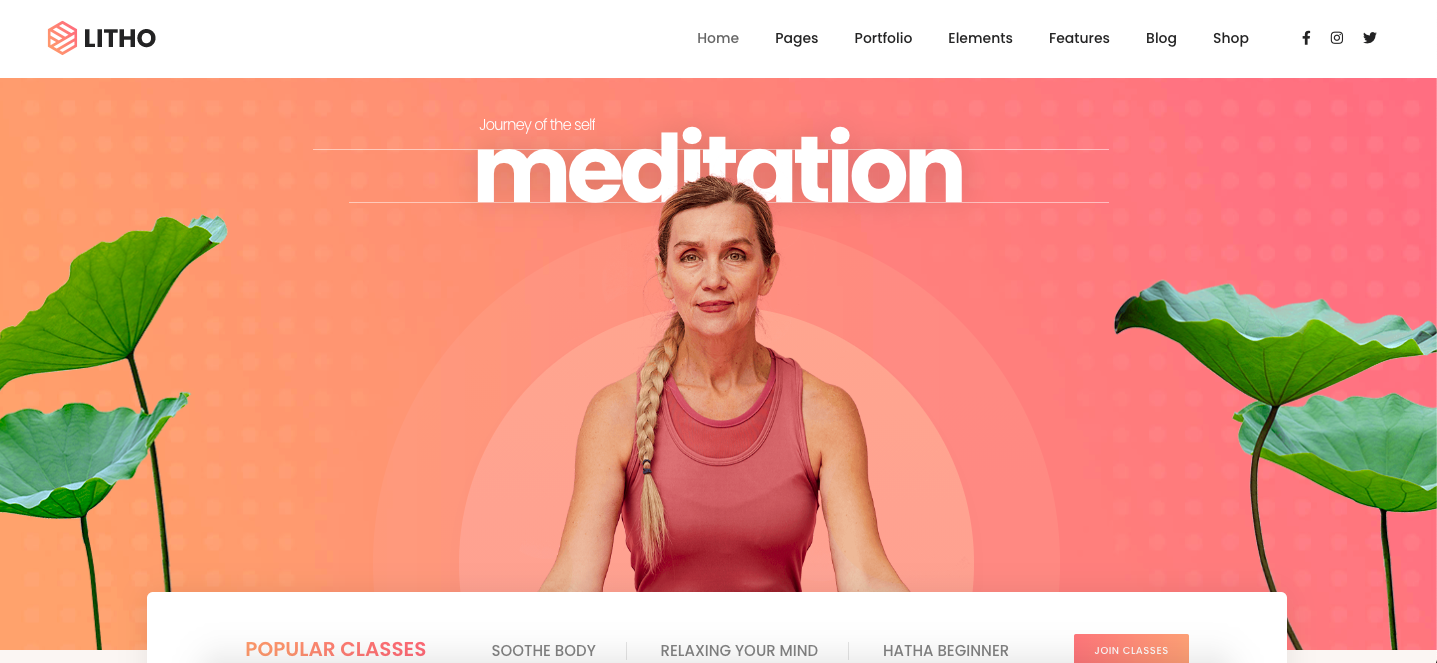 LITHO
Home Pages Portfolio Elements Features Blog Shop
Journey of the self
meditation
POPULAR CLASSES SOOTHE BODY RELAXING YOUR MIND HATHA BEGINNER JOIN CLASSES